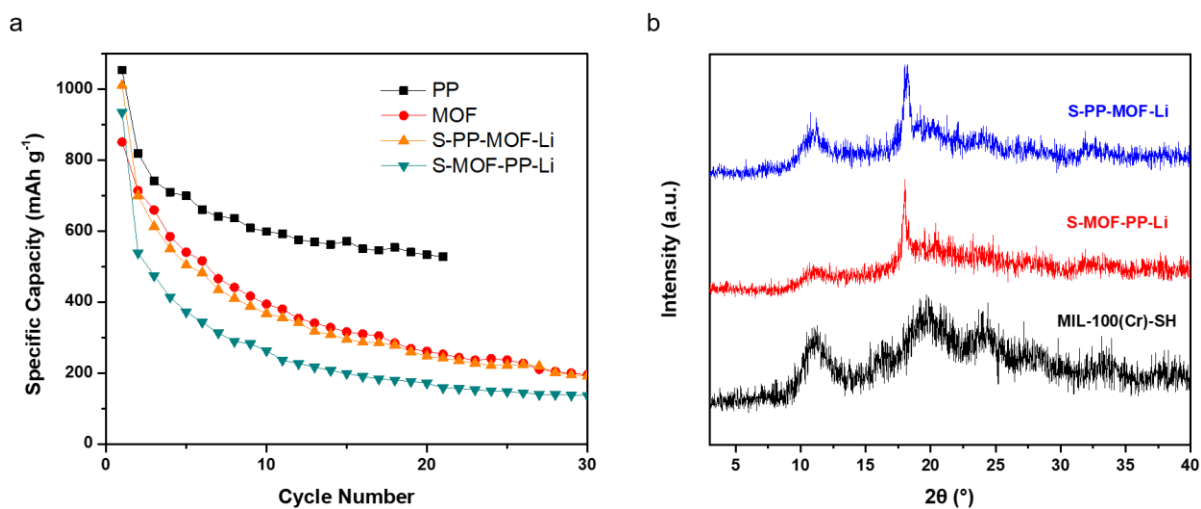 a
1000
800
600
400
200
0
0
10
20
30
Specific Capacity (mAh g⁻¹)
Cycle Number
PP
MOF
S-PP-MOF-Li
S-MOF-PP-Li
b
S-PP-MOF-Li
S-MOF-PP-Li
MIL-100(Cr)-SH
Intensity (a.u.)
5
10
15
20
25
30
35
40
2θ (°)